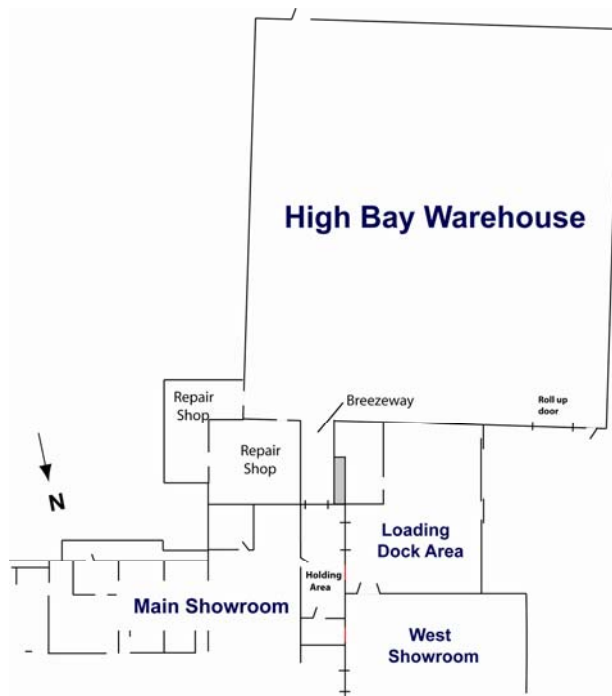 High Bay Warehouse
Roll up
door
Breezeway
Repair
Shop
Repair
Shop
N
Loading
Dock Area
Holding
Area
Main Showroom
West
Showroom